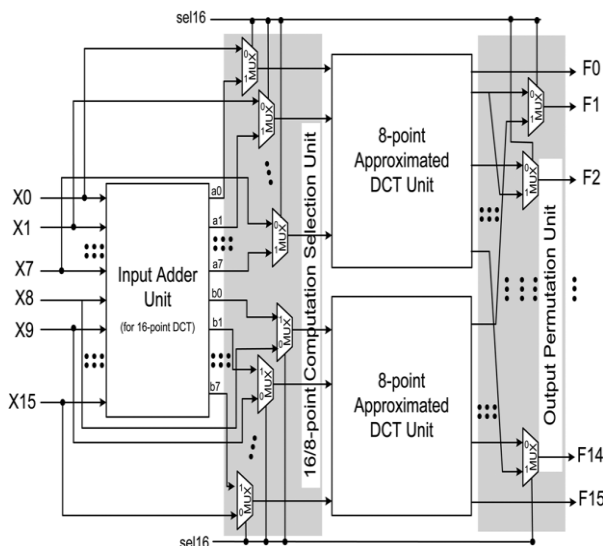 sel16
0 MUX 1
F0
0 MUX 1
F1
0 MUX 1
8-point
Approximated
DCT Unit
16/8-point Computation Selection Unit
X0
a0
0 MUX 1
F2
X1
a1
X7
Input Adder
Unit
(for 16-point DCT)
a7
0 MUX 1
X8
b0
1 MUX 0
Output Permutation Unit
X9
b1
1 MUX 0
8-point
Approximated
DCT Unit
X15
b7
0 MUX 1
F14
1 MUX 0
F15
sel16